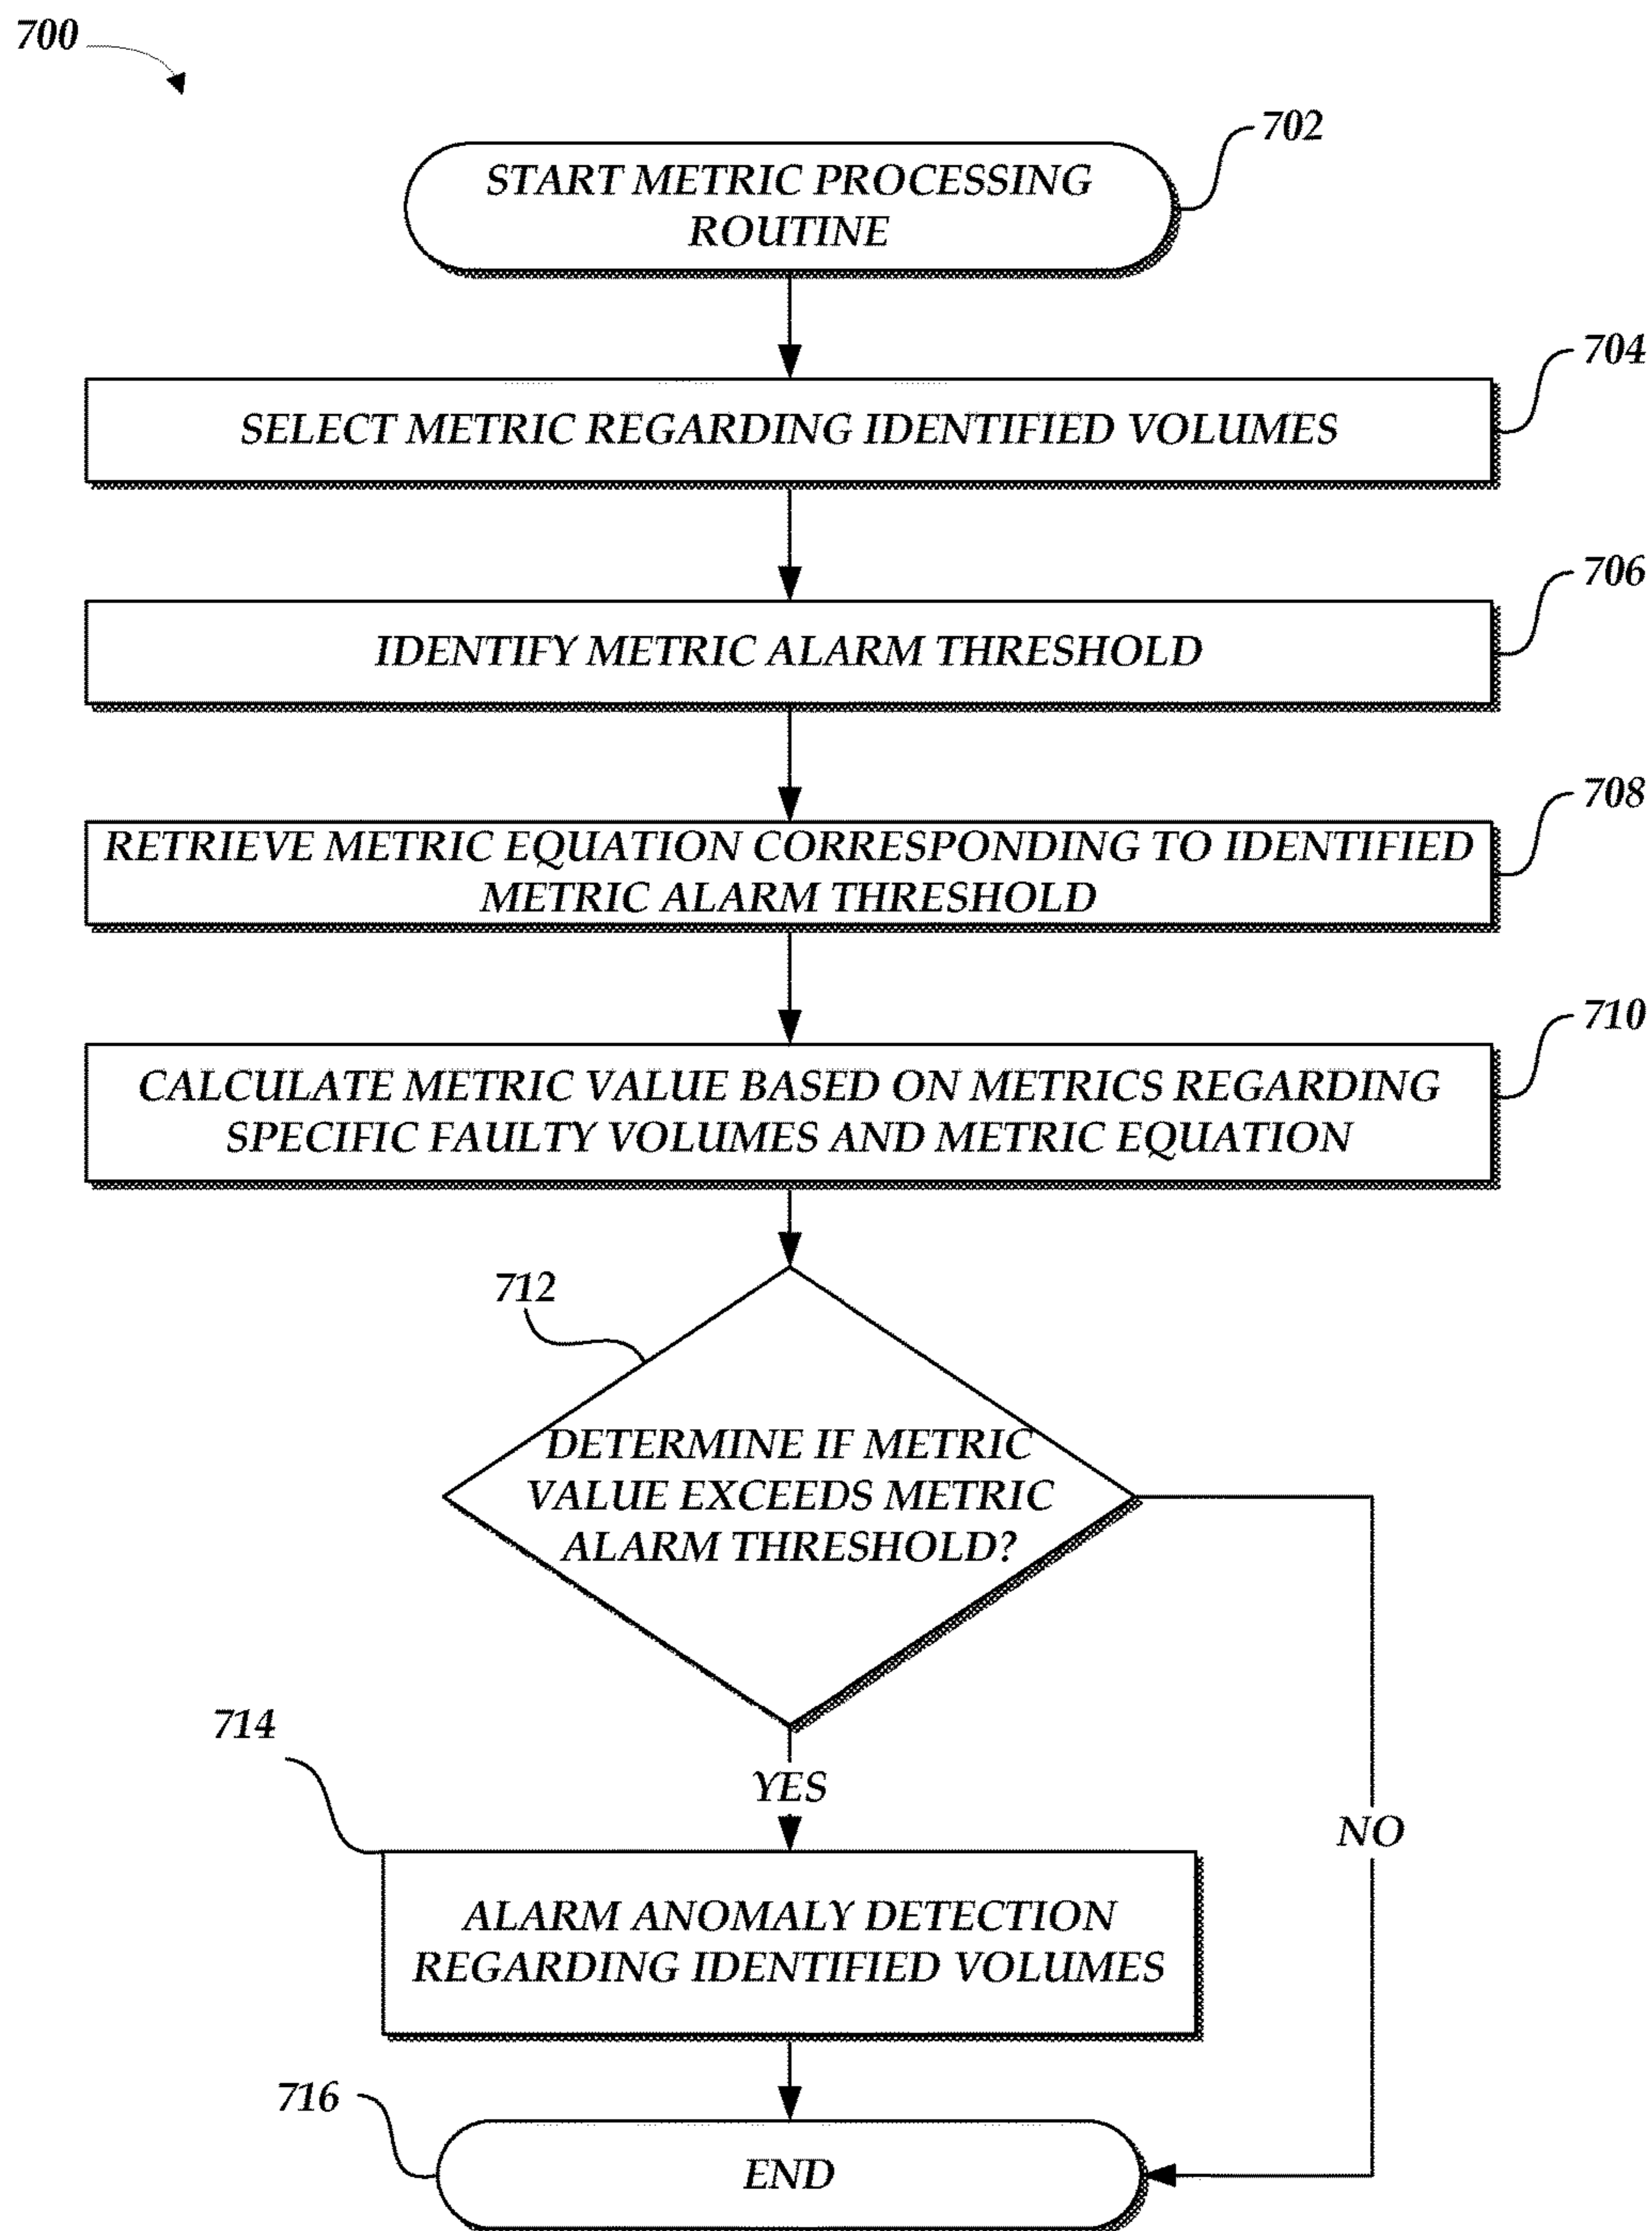 700
702
START METRIC PROCESSING
ROUTINE
704
SELECT METRIC REGARDING IDENTIFIED VOLUMES
706
IDENTIFY METRIC ALARM THRESHOLD
708
RETRIEVE METRIC EQUATION CORRESPONDING TO IDENTIFIED
METRIC ALARM THRESHOLD
710
CALCULATE METRIC VALUE BASED ON METRICS REGARDING
SPECIFIC FAULTY VOLUMES AND METRIC EQUATION
712
DETERMINE IF METRIC
VALUE EXCEEDS METRIC
ALARM THRESHOLD?
714
YES
NO
ALARM ANOMALY DETECTION
REGARDING IDENTIFIED VOLUMES
716
END